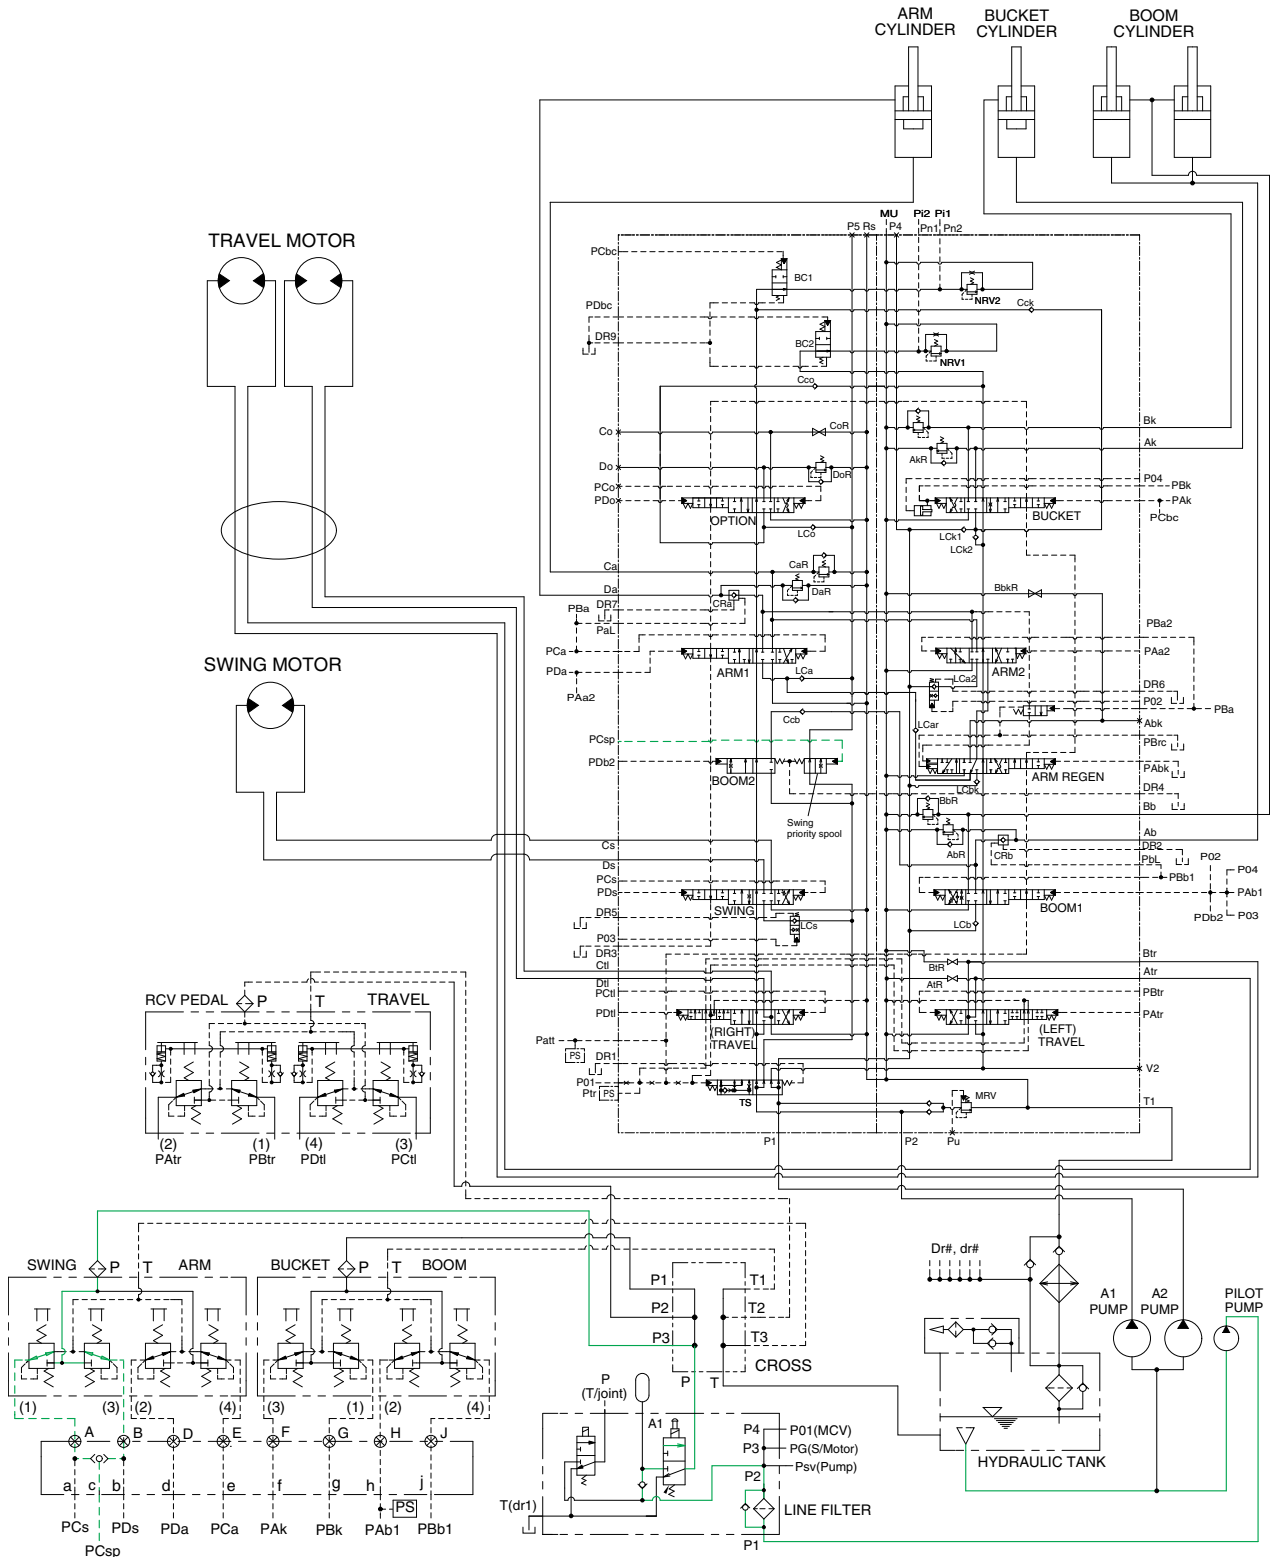 ARM
CYLINDER
BUCKET
CYLINDER
BOOM
CYLINDER
TRAVEL MOTOR
SWING MOTOR
P5 Rs
MU
P4
Pi2 Pi1
Pn1 Pn2
PCbc
BC1
NRV2
Cck
PDbc
DR9
BC2
NRV1
Cco
Co
CoR
Bk
Ak
AkR
Do
DoR
PCo
PDo
P04
PBk
PAk
PCbc
OPTION
BUCKET
LCo
LCk1
LCk2
Ca
CaR
Da
DaR
CRa
BbkR
PBa
DR7
PaL
PCa
PDa
PAa2
PBa2
PAa2
ARM1
ARM2
LCa
LCa2
DR6
P02
PBa
Ccb
LCar
Abk
PCsp
PBrc
PDb2
PAbk
BOOM2
ARM REGEN
LCbk
DR4
Swing
priority spool
BbR
Bb
Ab
AbR
CRb
DR2
PbL
P02
P04
PBb1
PAb1
PDb2
P03
Cs
Ds
PCs
PDs
SWING
BOOM1
DR5
LCs
LCb
P03
DR3
Ctl
Btr
BtR
Dtl
Atr
AtR
PCtl
PBtr
PDtl
PAtr
(RIGHT)
TRAVEL
(LEFT)
TRAVEL
Patt
PS
DR1
P01
Ptr
PS
TS
V2
MRV
T1
P1
P2
Pu
RCV PEDAL
P
T
TRAVEL
(2)
PAtr
(1)
PBtr
(4)
PDtl
(3)
PCtl
SWING
P
T
ARM
BUCKET
P
T
BOOM
(1)
(3)
(2)
(4)
(3)
(1)
(2)
(4)
A
B
D
E
F
G
H
J
a
c
b
d
e
f
g
h
j
PS
PCs
PDs
PDa
PCa
PAk
PBk
PAb1
PBb1
PCsp
P1
T1
P2
T2
P3
T3
CROSS
P
T
P
(T/joint)
A1
P4
P01(MCV)
P3
PG(S/Motor)
Psv(Pump)
P2
T(dr1)
LINE FILTER
P1
Dr#, dr#
A1
PUMP
A2
PUMP
PILOT
PUMP
HYDRAULIC TANK